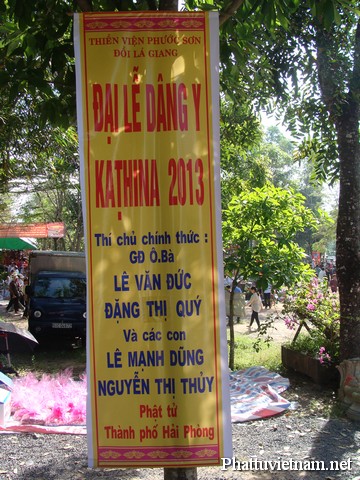 THIỀN VIỆN PHƯỚC SƠN
ĐỒI LÁ GIANG
ĐẠI LỄ DÂNG Y
KAṬHINA 2013
Thí chủ chính thức :
GĐ Ô.Bà
LÊ VĂN ĐỨC
ĐẶNG THỊ QUÝ
Và các con
LÊ MẠNH DŨNG
NGUYỄN THỊ THỦY
Phật tử
Thành phố Hải Phòng
Phattuvietnam.net